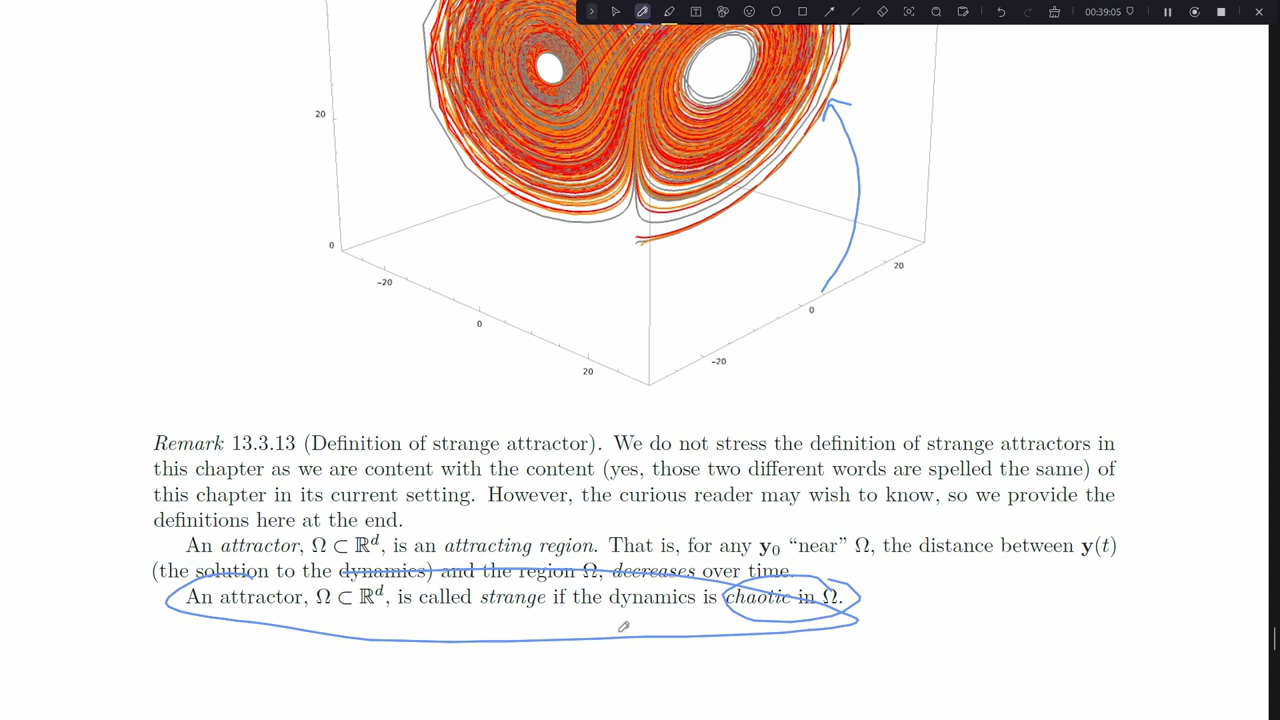 00:39:05
20
0
-20
0
20
-20
0
20
Remark 13.3.13 (Definition of strange attractor). We do not stress the definition of strange attractors in
this chapter as we are content with the content (yes, those two different words are spelled the same) of
this chapter in its current setting. However, the curious reader may wish to know, so we provide the
definitions here at the end.
An attractor, Ω ⊂ ℝᵈ, is an attracting region. That is, for any y₀ “near” Ω, the distance between y(t)
(the solution to the dynamics) and the region Ω, decreases over time.
An attractor, Ω ⊂ ℝᵈ, is called strange if the dynamics is chaotic in Ω.